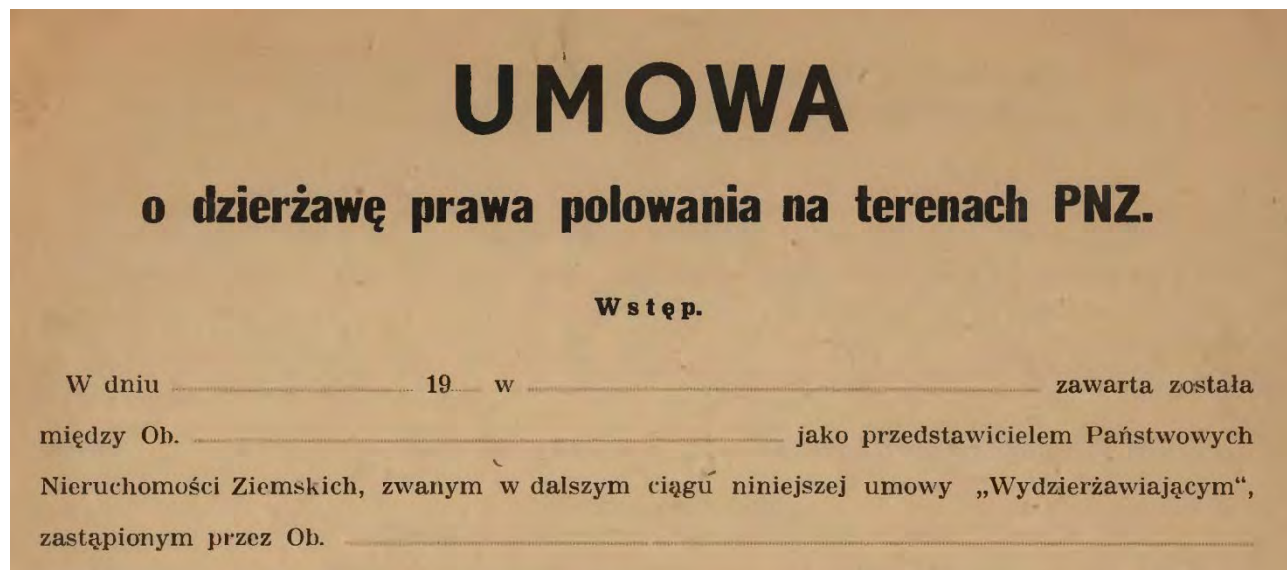 UMOWA
o dzierżawę prawa polowania na terenach PNZ.
Wstęp.
W dniu ........ 19.... w ........ zawarta została
między Ob. ........ jako przedstawicielem Państwowych
Nieruchomości Ziemskich, zwanym w dalszym ciągu niniejszej umowy „Wydzierżawiającym“,
zastąpionym przez Ob. ........